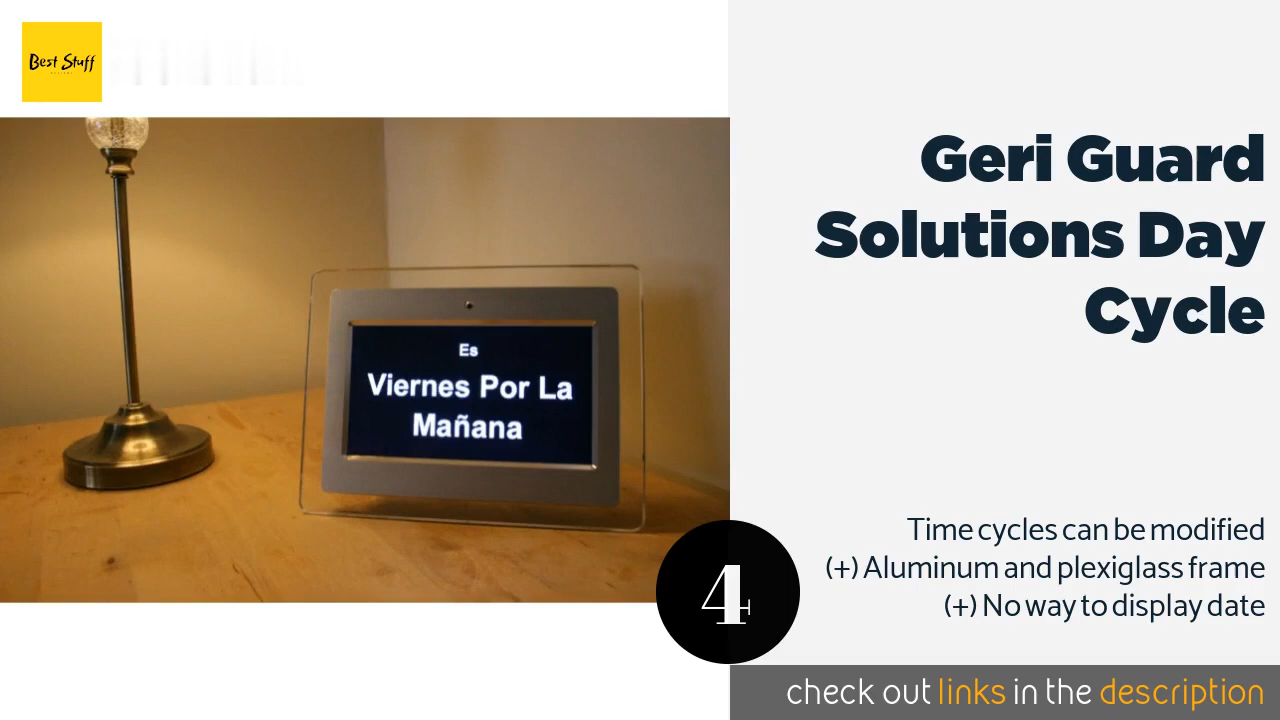 Best Stuff
Geri Guard
Solutions Day
Cycle
Es
Viernes Por La
Mañana
Time cycles can be modified
(+) Aluminum and plexiglass frame
(+) No way to display date
4
check out links in the description